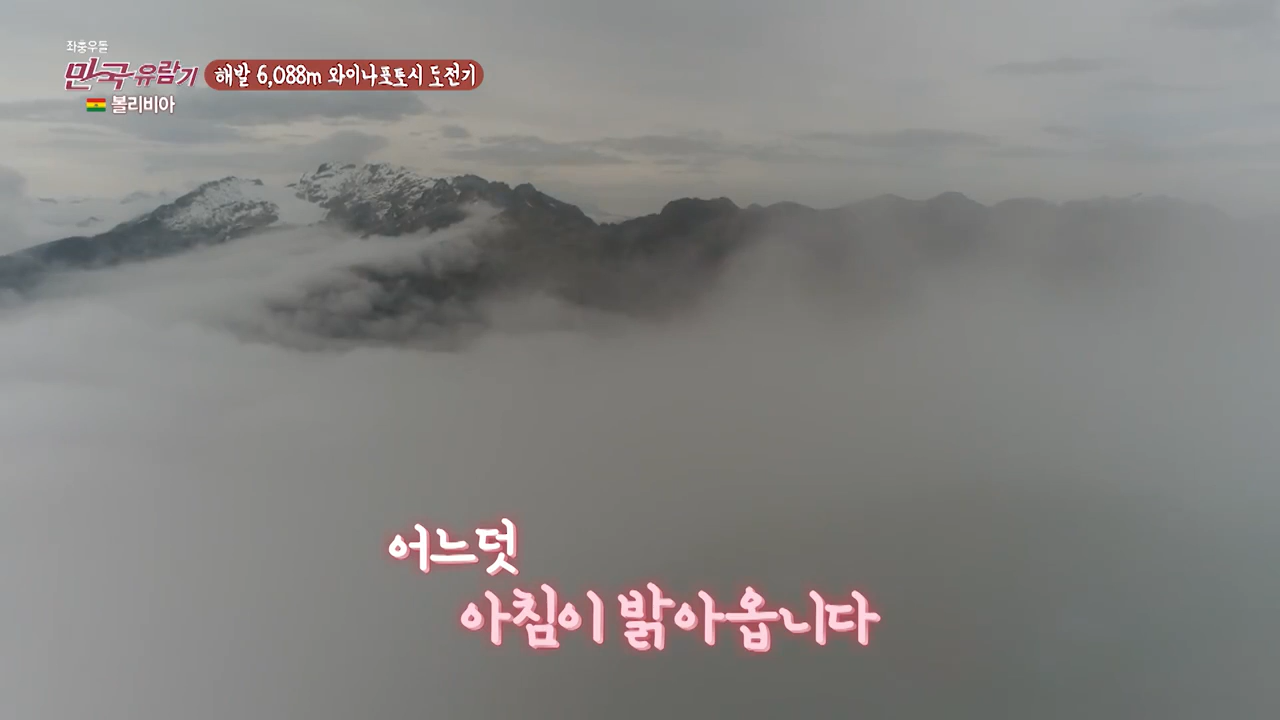 좌충우돌
만국유람기
해발 6,088m 와이나포토시 도전기
볼리비아
어느덧
아침이 밝아옵니다